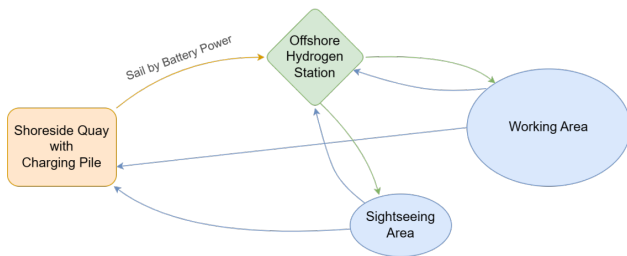 Sail by Battery Power
Offshore
Hydrogen
Station
Shoreside Quay
with
Charging Pile
Working Area
Sightseeing
Area